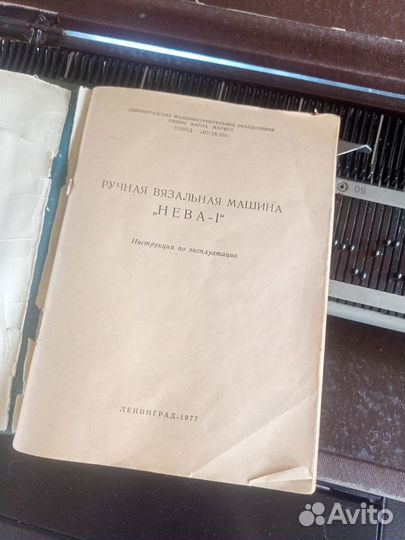 ЛЕНИНГРАДСКОЕ МАШИНОСТРОИТЕЛЬНОЕ ОБЪЕДИНЕНИЕ
ИМЕНИ КАРЛА МАРКСА
ЗАВОД «ВУЛКАН»
РУЧНАЯ ВЯЗАЛЬНАЯ МАШИНА
„НЕВА-1“
Инструкция по эксплуатации
ЛЕНИНГРАД-1977
60
Avito